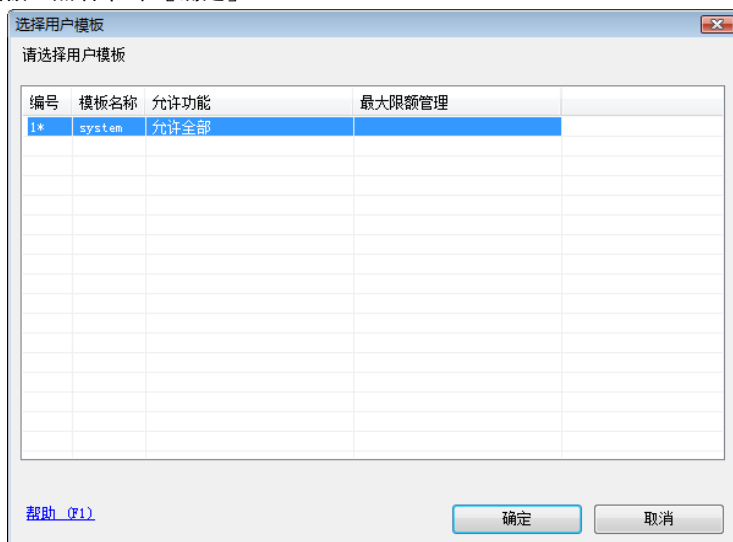 选择用户模板
请选择用户模板
编号 模板名称 允许功能 最大限额管理
1* system 允许全部
帮助 (F1) 确定 取消